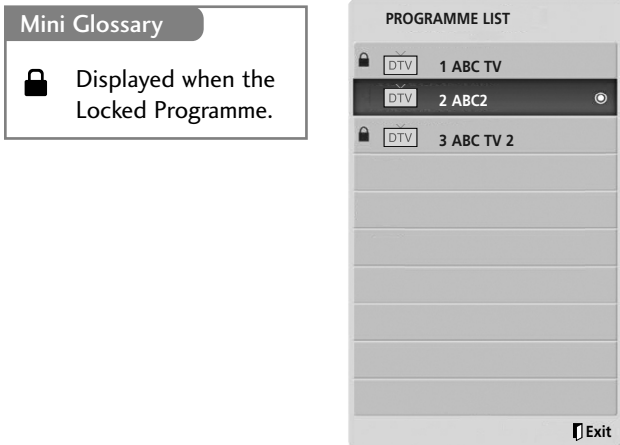 Mini Glossary
Displayed when the
Locked Programme.
PROGRAMME LIST
DTV 1 ABC TV
DTV 2 ABC2
DTV 3 ABC TV 2
Exit